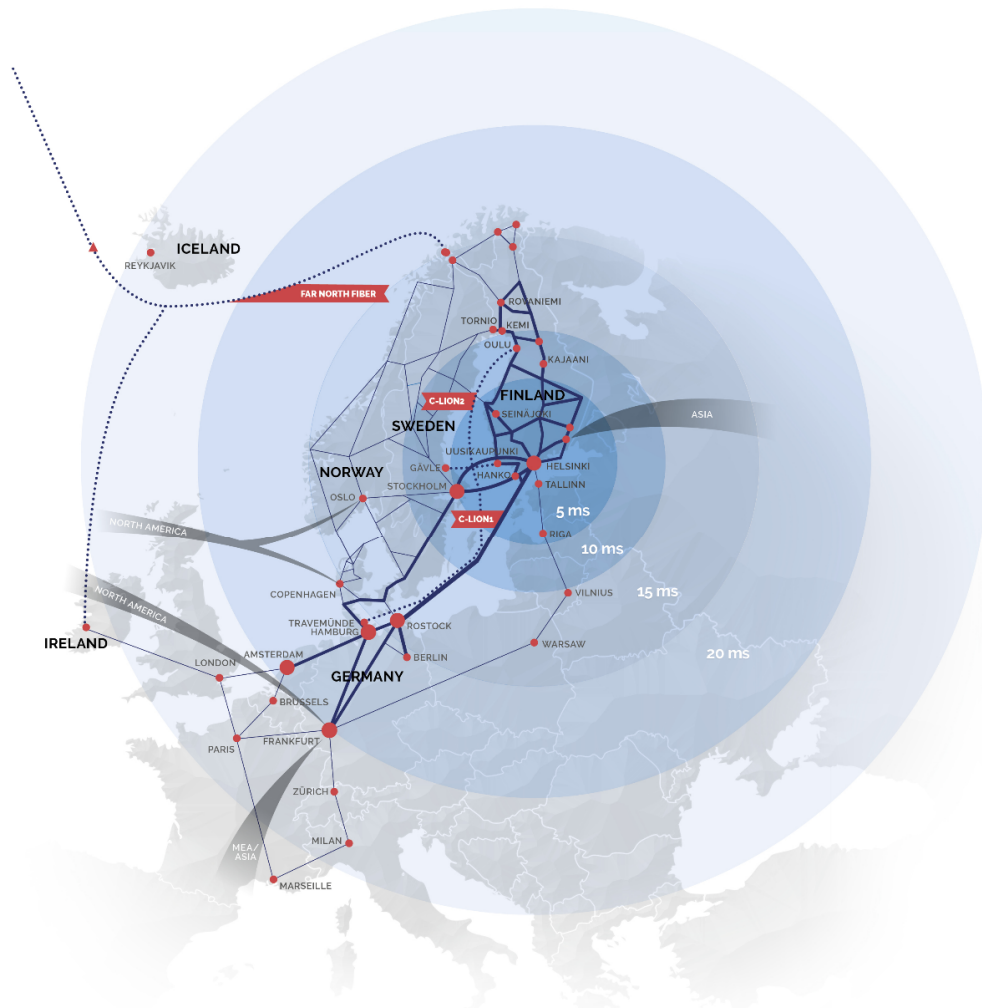 ICELAND
REYKJAVIK
FAR NORTH FIBER
ROVANIEMI
TORNIO
KEMI
OULU
KAJAANI
C-LION2
FINLAND
ASIA
SEINÄJOKI
SWEDEN
UUSIKAUPUNKI
NORWAY
GÄVLE
HELSINKI
HANKO
STOCKHOLM
TALLINN
OSLO
5 ms
C-LION1
NORTH AMERICA
RIGA
10 ms
COPENHAGEN
VILNIUS
15 ms
NORTH AMERICA
TRAVEMÜNDE
HAMBURG
ROSTOCK
IRELAND
WARSAW
20 ms
AMSTERDAM
BERLIN
LONDON
GERMANY
BRUSSELS
FRANKFURT
PARIS
ZÜRICH
MILAN
MEA/
ASIA
MARSEILLE